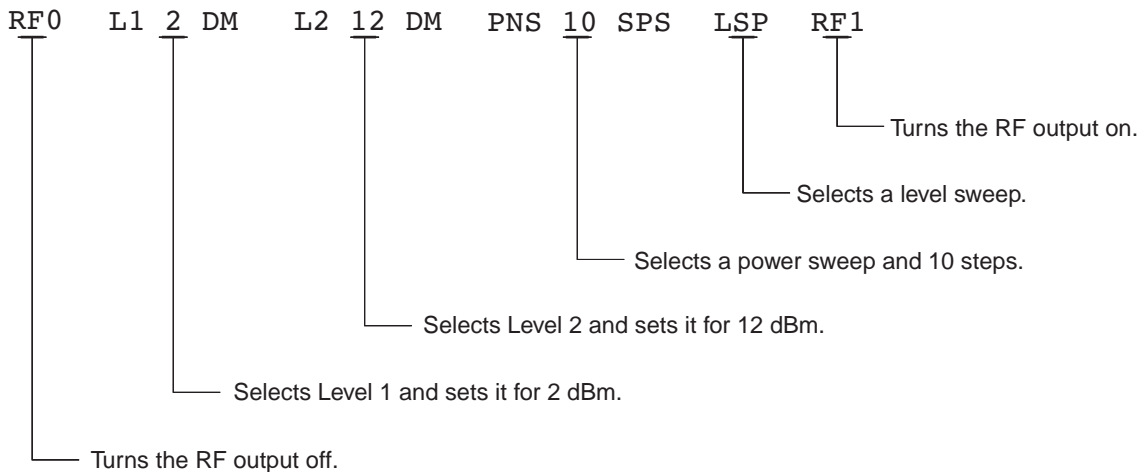 RF0 L1 2 DM L2 12 DM PNS 10 SPS LSP RF1
Turns the RF output on.
Selects a level sweep.
Selects a power sweep and 10 steps.
Selects Level 2 and sets it for 12 dBm.
Selects Level 1 and sets it for 2 dBm.
Turns the RF output off.